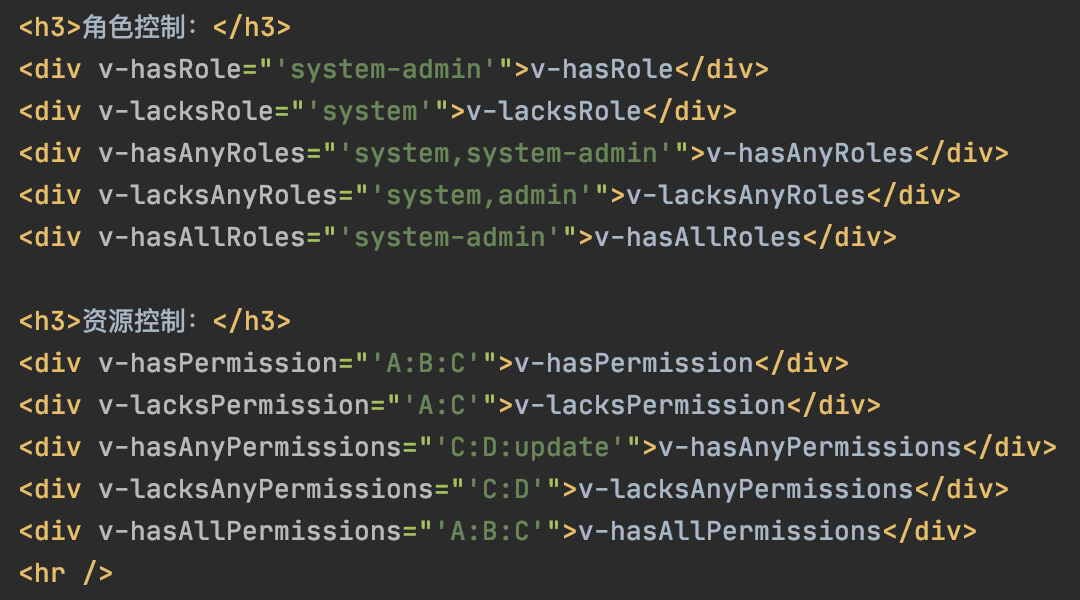 <h3>角色控制：</h3>
<div v-hasRole="'system-admin'">v-hasRole</div>
<div v-lacksRole="'system'">v-lacksRole</div>
<div v-hasAnyRoles="'system,system-admin'">v-hasAnyRoles</div>
<div v-lacksAnyRoles="'system,admin'">v-lacksAnyRoles</div>
<div v-hasAllRoles="'system-admin'">v-hasAllRoles</div>
<h3>资源控制：</h3>
<div v-hasPermission="'A:B:C'">v-hasPermission</div>
<div v-lacksPermission="'A:C'">v-lacksPermission</div>
<div v-hasAnyPermissions="'C:D:update'">v-hasAnyPermissions</div>
<div v-lacksAnyPermissions="'C:D'">v-lacksAnyPermissions</div>
<div v-hasAllPermissions="'A:B:C'">v-hasAllPermissions</div>
<hr />